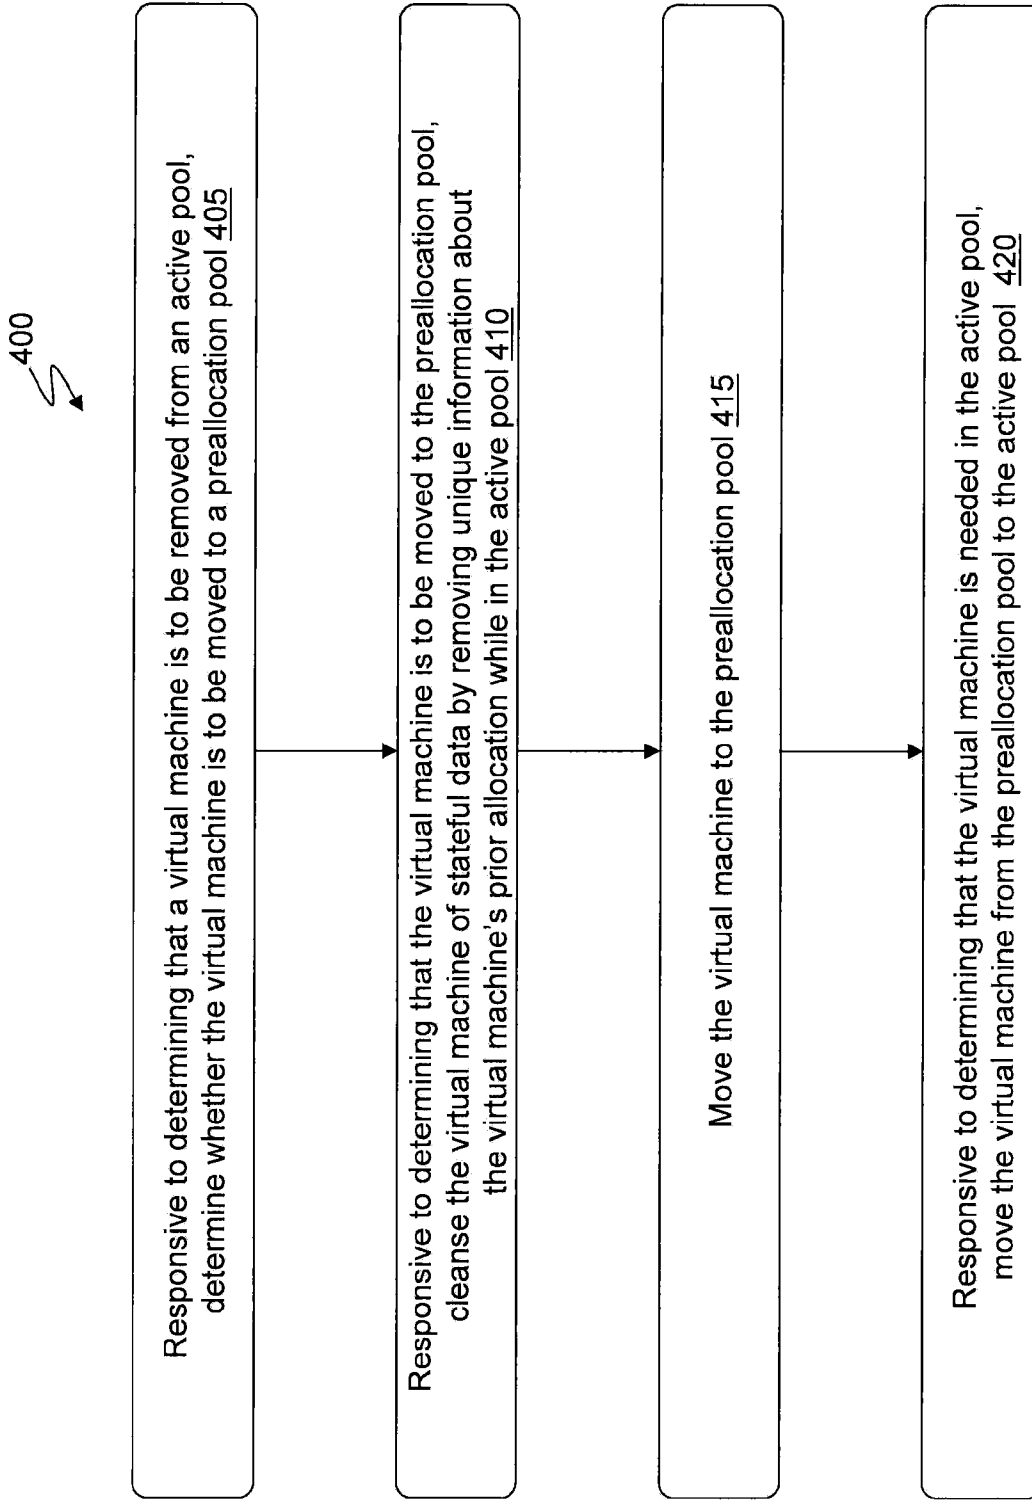 400
Responsive to determining that a virtual machine is to be removed from an active pool,
determine whether the virtual machine is to be moved to a preallocation pool 405
Responsive to determining that the virtual machine is to be moved to the preallocation pool,
cleanse the virtual machine of stateful data by removing unique information about
the virtual machine's prior allocation while in the active pool 410
Move the virtual machine to the preallocation pool 415
Responsive to determining that the virtual machine is needed in the active pool,
move the virtual machine from the preallocation pool to the active pool 420